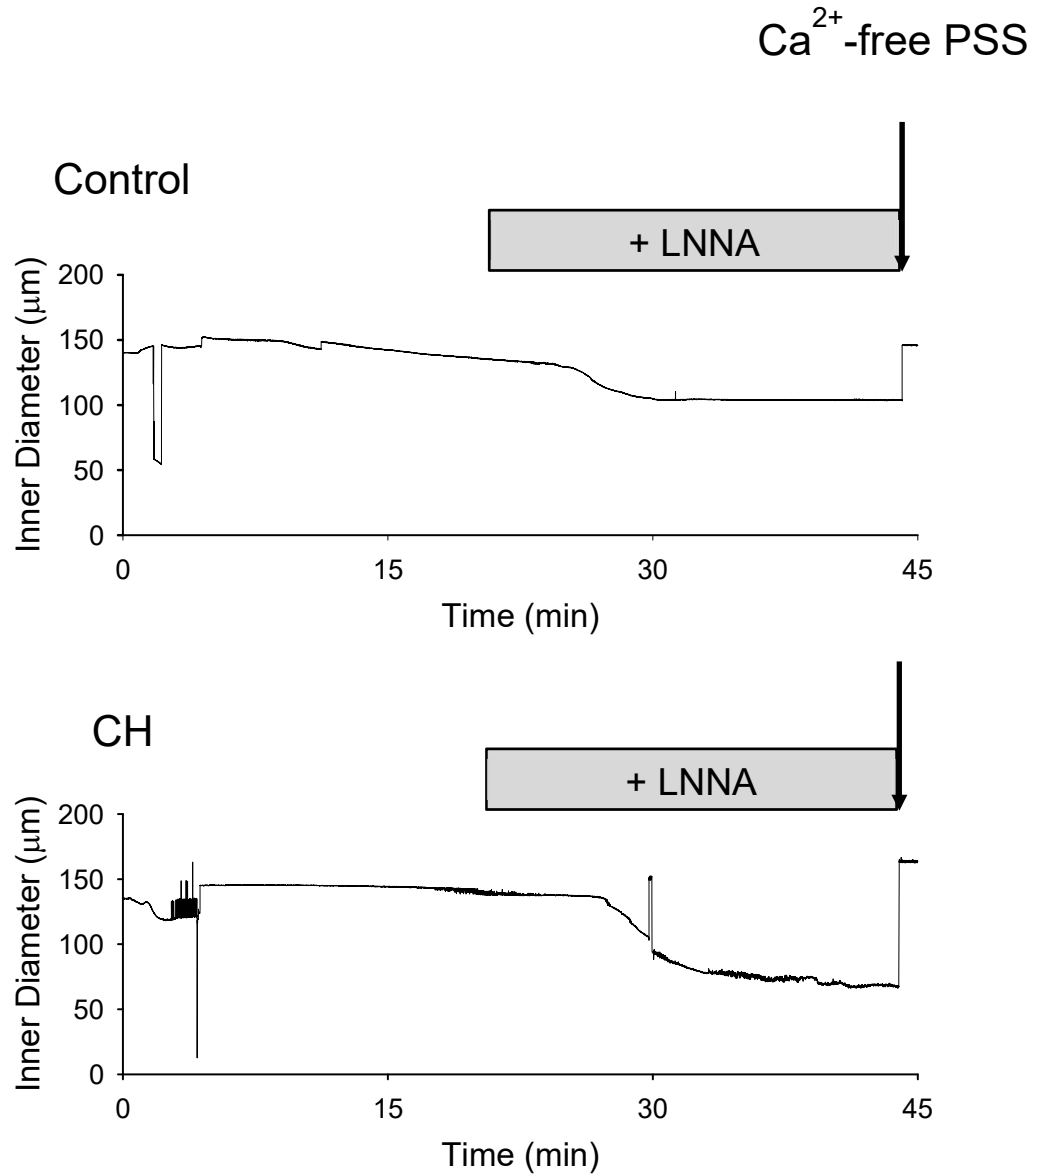 Ca²⁺-free PSS
Control
+ LNNA
Inner Diameter (μm)
200
150
100
50
0
0 15 30 45
Time (min)
CH
+ LNNA
Inner Diameter (μm)
200
150
100
50
0
0 15 30 45
Time (min)